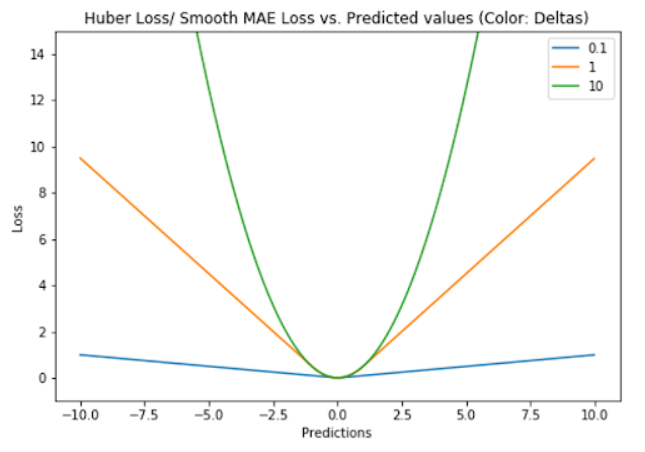 Huber Loss/ Smooth MAE Loss vs. Predicted values (Color: Deltas)
0.1
1
10
14
12
10
8
6
4
2
0
Loss
−10.0 −7.5 −5.0 −2.5 0.0 2.5 5.0 7.5 10.0
Predictions